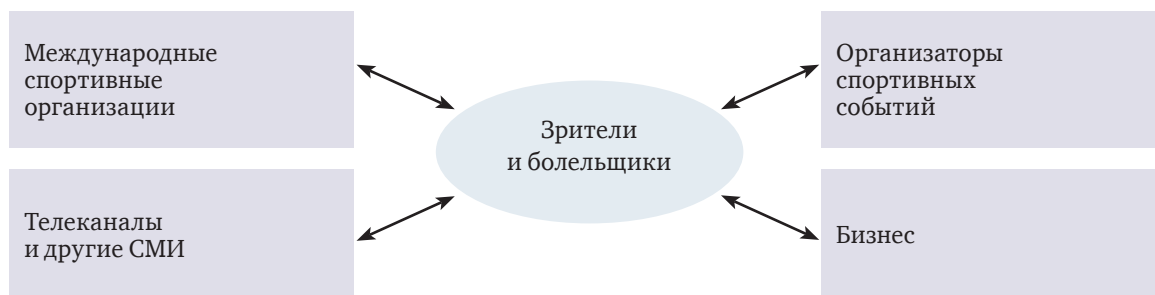 Международные
спортивные
организации
Организаторы
спортивных
событий
Зрители
и болельщики
Телеканалы
и другие СМИ
Бизнес